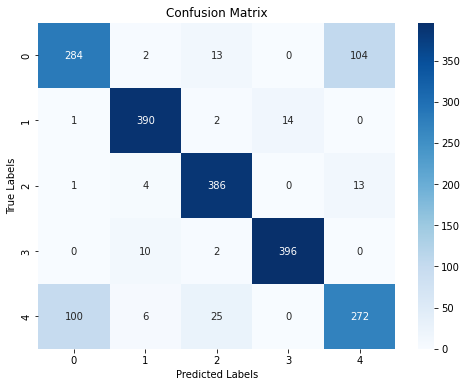 Confusion Matrix
0 284 2 13 0 104
1 1 390 2 14 0
2 1 4 386 0 13
3 0 10 2 396 0
4 100 6 25 0 272
0 1 2 3 4
True Labels
Predicted Labels
350
300
250
200
150
100
50
0